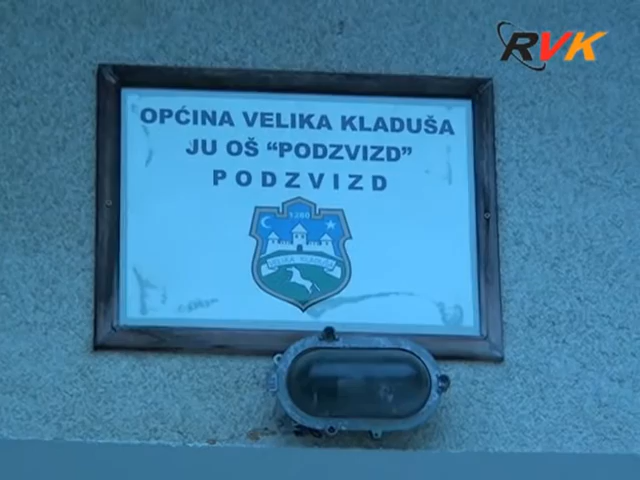 RVK
OPĆINA VELIKA KLADUŠA
JU OŠ “PODZVIZD”
PODZVIZD
1280
VELIKA KLADUŠA